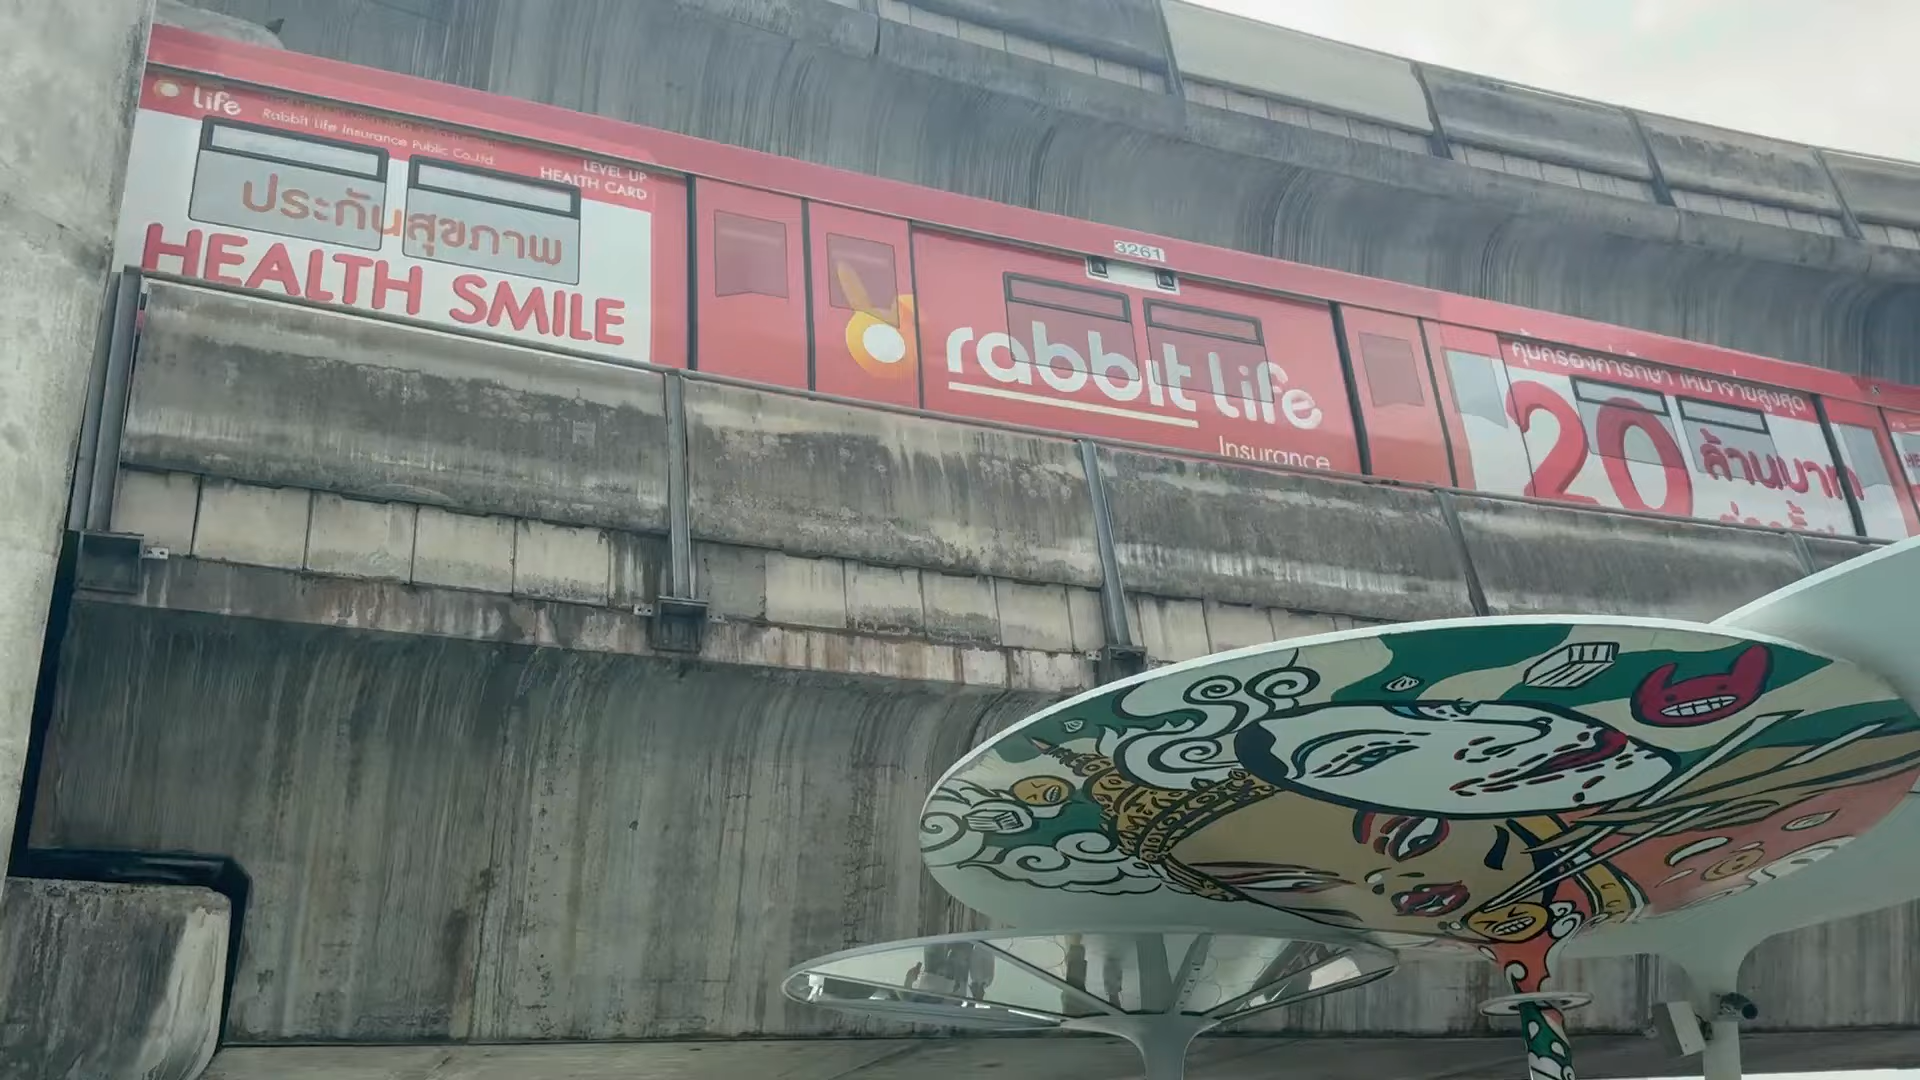 life
Rabbit Life Insurance Public Co.,Ltd.
LEVEL UP
HEALTH CARD
ประกันสุขภาพ
HEALTH SMILE
3261
rabbit life
Insurance
คุ้มครองค่ารักษา เหมาจ่ายสูงสุด
20 ล้านบาท